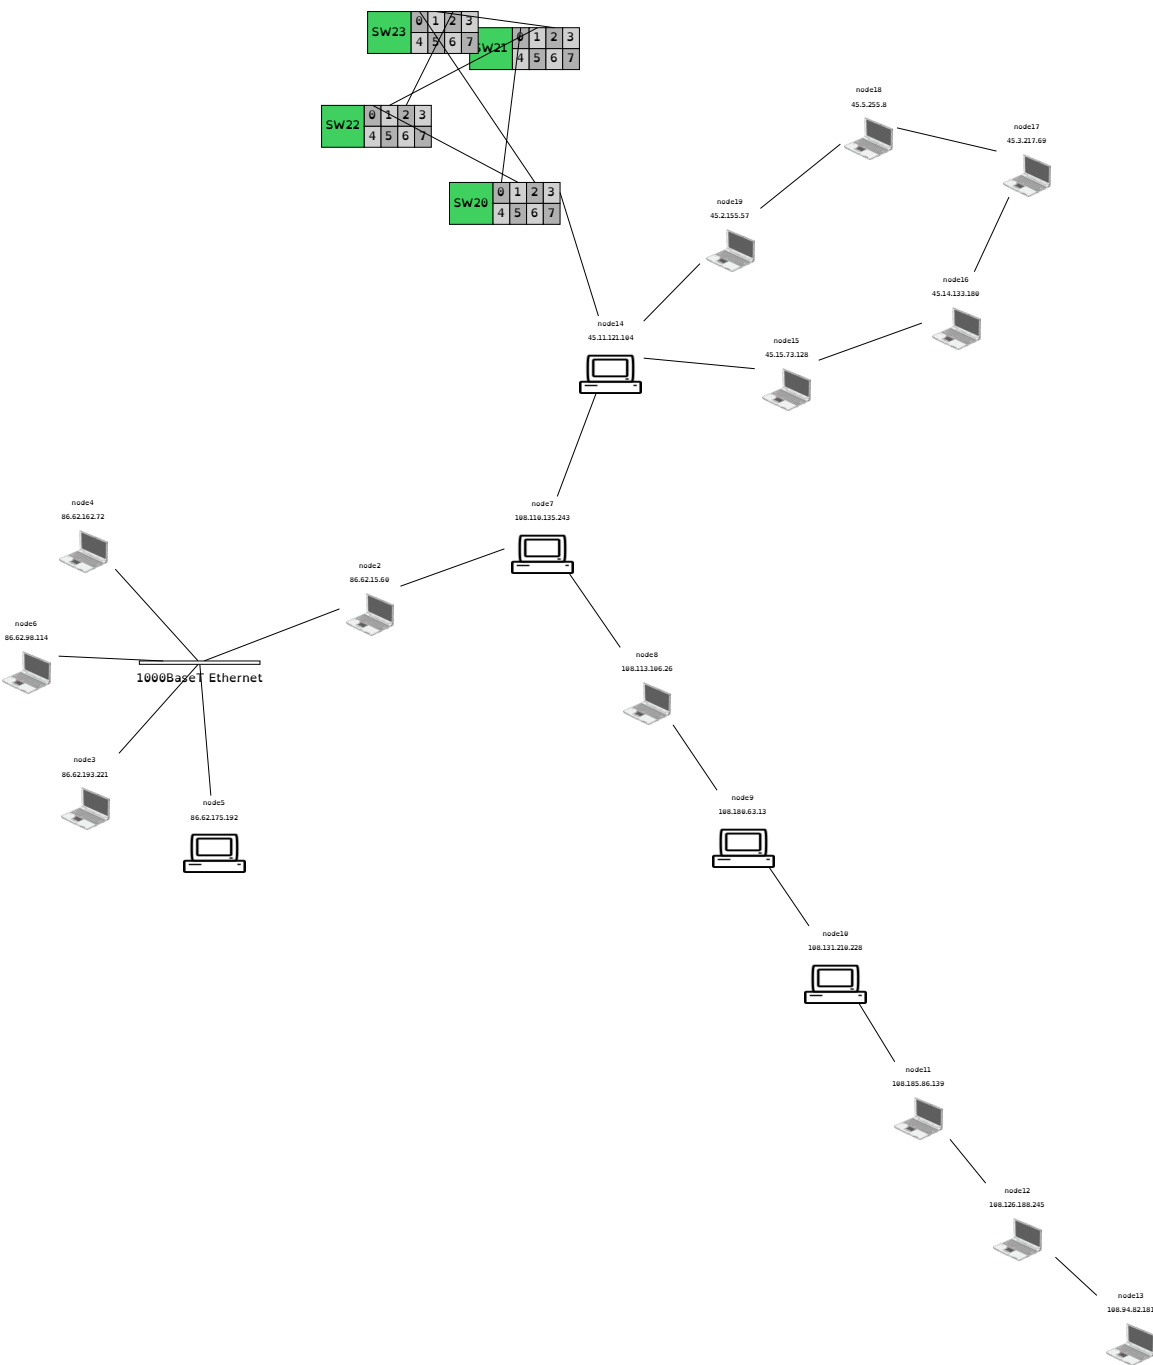 SW23 0 1 2 3
4 5 6 7
SW21 0 1 2 3
4 5 6 7
SW22 0 1 2 3
4 5 6 7
SW20 0 1 2 3
4 5 6 7
node18
45.5.255.8
node17
45.3.217.69
node19
45.2.155.57
node16
45.14.133.180
node14
45.11.121.104
node15
45.15.73.128
node4
86.62.162.72
node7
108.110.135.243
node2
86.62.15.60
node6
86.62.98.114
1000BaseT Ethernet
node8
108.113.106.26
node3
86.62.193.221
node5
86.62.175.192
node9
108.180.63.13
node10
108.131.210.228
node11
108.185.86.139
node12
108.126.188.245
node13
108.94.82.181